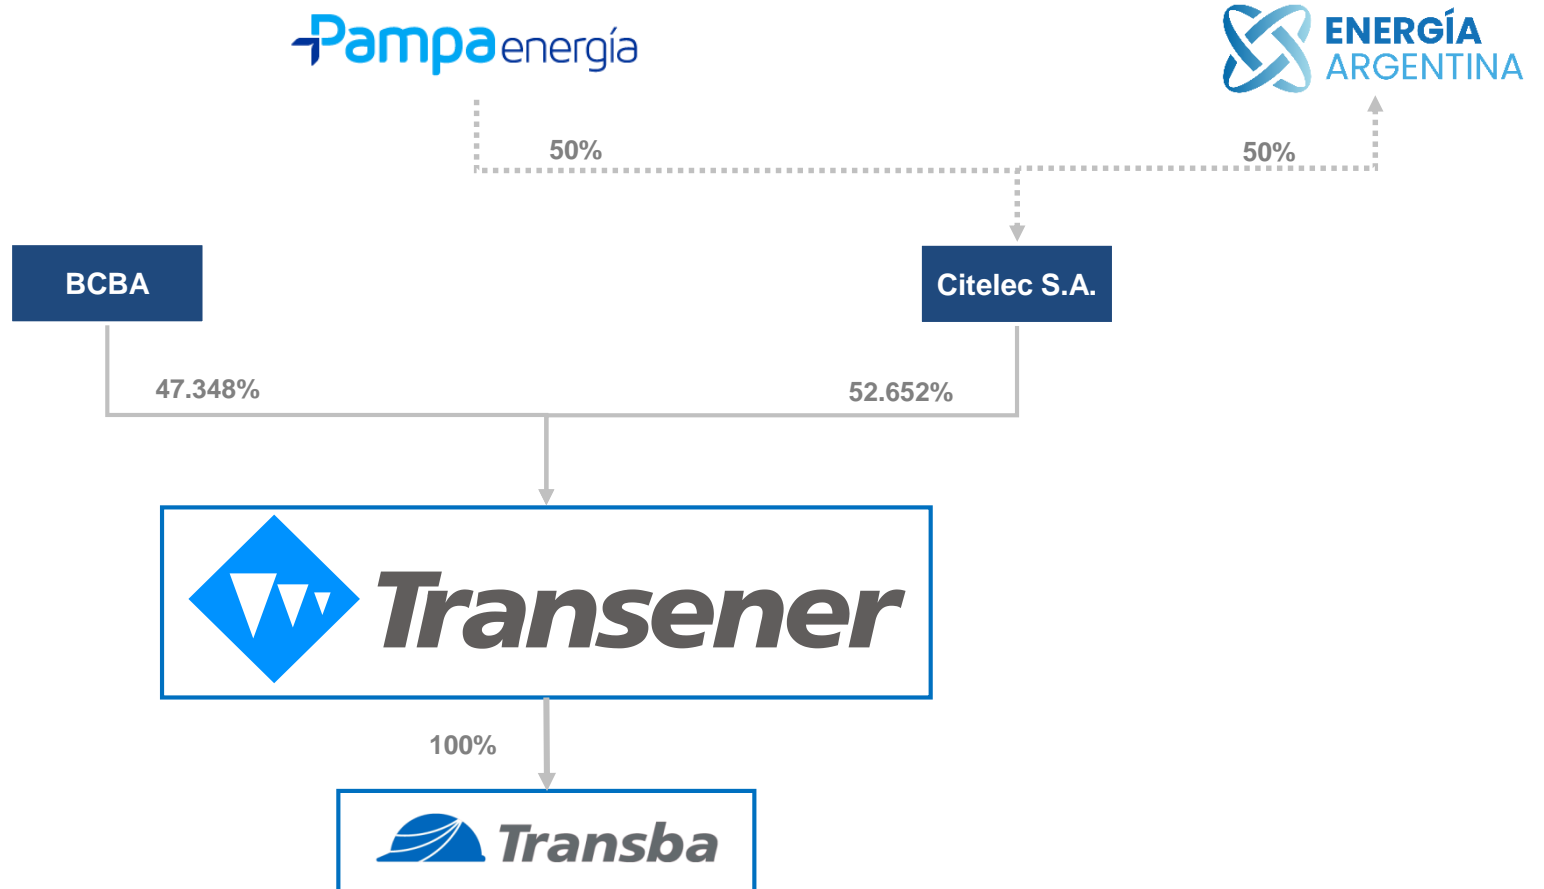 Pampa energía
ENERGÍA
ARGENTINA
50%
50%
BCBA
Citelec S.A.
47.348%
52.652%
Transener
100%
Transba